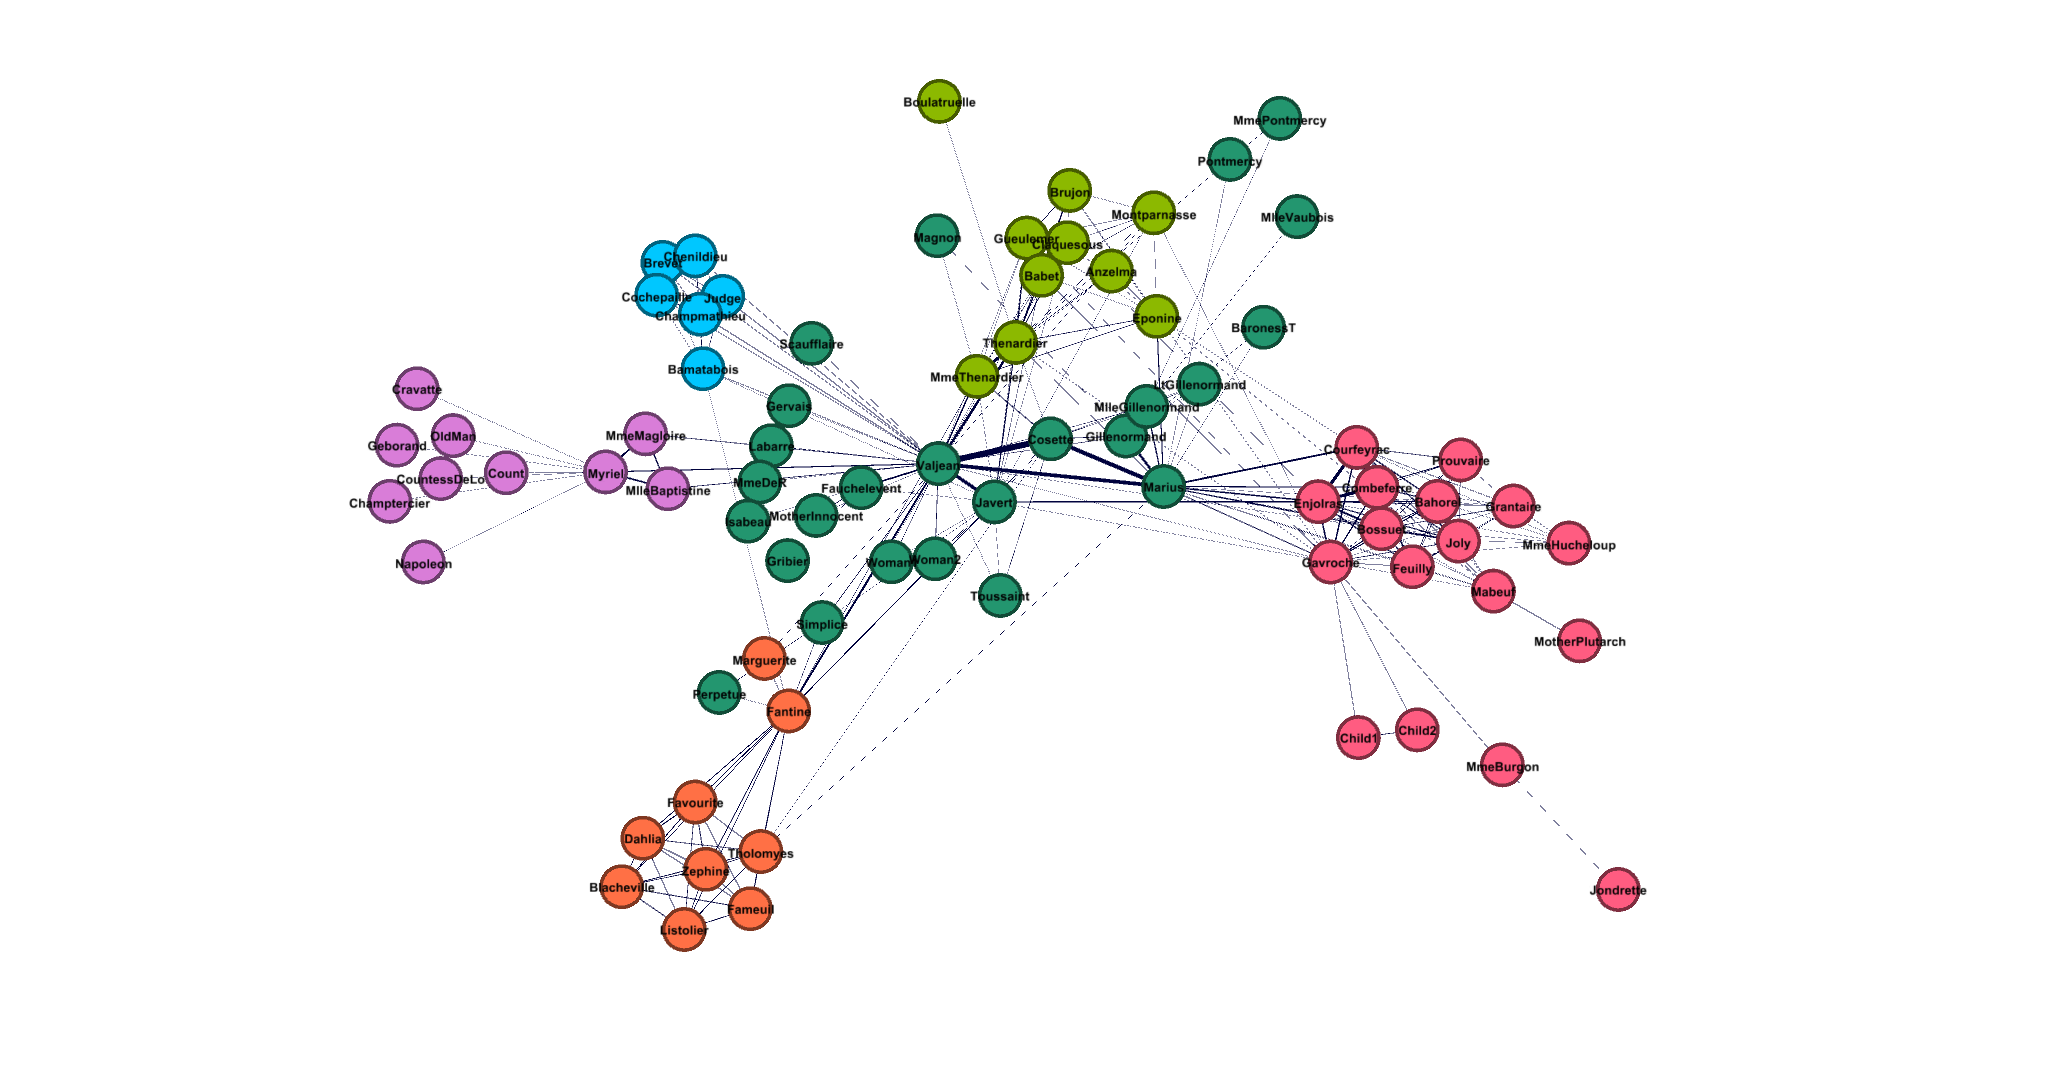 Boulatruelle
MmePontmercy
Pontmercy
Brujon
Montparnasse
MlleVaubois
Magnon
Gueulemer
Claquesous
Chenildieu
Brevet
Anzelma
Babet
Cochepaille
Judge
Champmathieu
Eponine
BaronessT
Scaufflaire
Thenardier
Bamatabois
MmeThenardier
LtGillenormand
Cravatte
Gervais
MlleGillenormand
MmeMagloire
OldMan
Geborand
Labarre
Cosette
Gillenormand
Courfeyrac
Prouvaire
Valjean
Myriel
Count
CountessDeLo
MmeDeR
MlleBaptistine
Fauchelevent
Marius
Combeferre
Champtercier
Javert
Enjolras
Bahorel
Grantaire
Isabeau
MotherInnocent
Bossuet
Joly
MmeHucheloup
Napoleon
Gribier
Woman1
Woman2
Gavroche
Feuilly
Toussaint
Mabeuf
Simplice
MotherPlutarch
Marguerite
Perpetue
Fantine
Child1
Child2
MmeBurgon
Favourite
Dahlia
Tholomyes
Zephine
Blacheville
Jondrette
Fameuil
Listolier